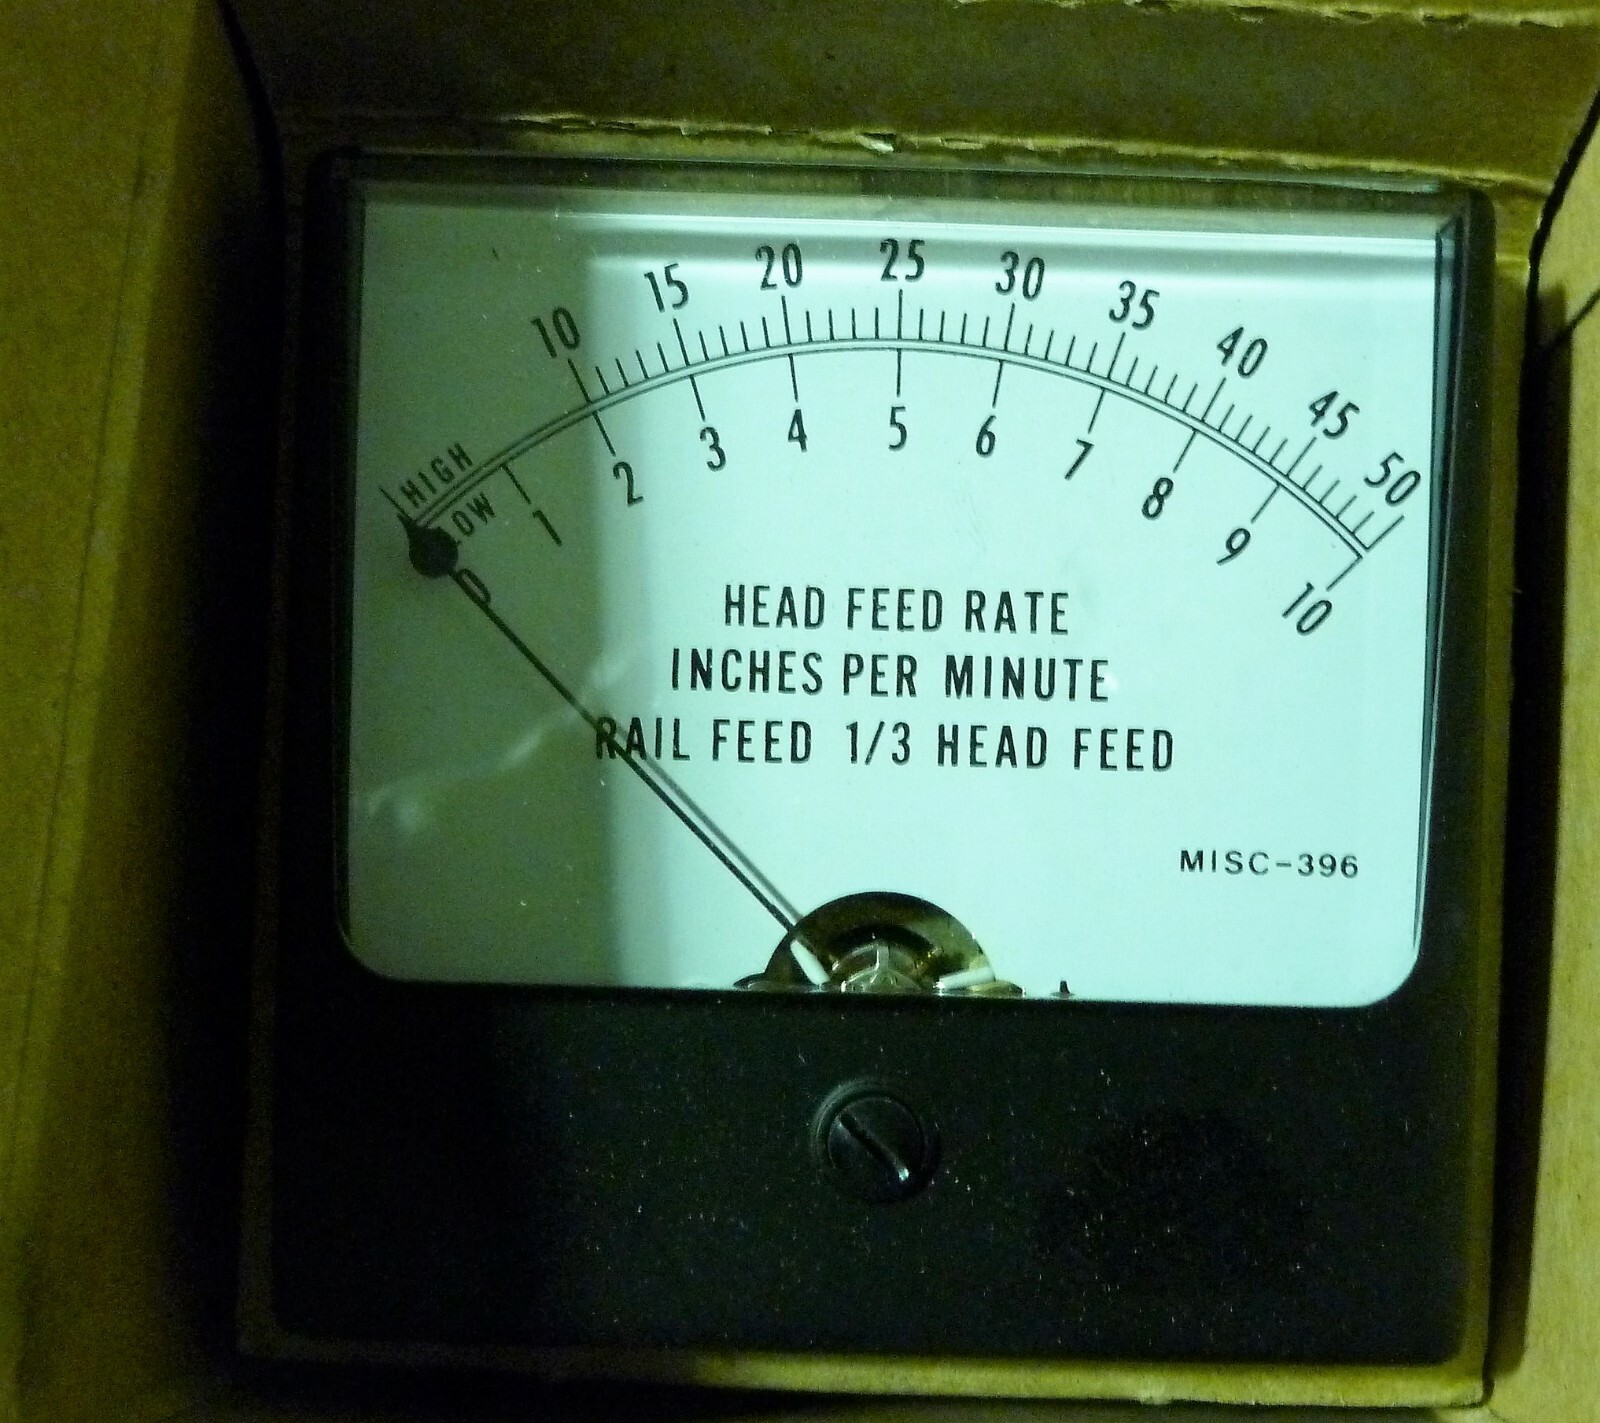 10 15 20 25 30 35 40 45 50
HIGH
LOW
0 1 2 3 4 5 6 7 8 9 10
HEAD FEED RATE
INCHES PER MINUTE
RAIL FEED 1/3 HEAD FEED
MISC-396